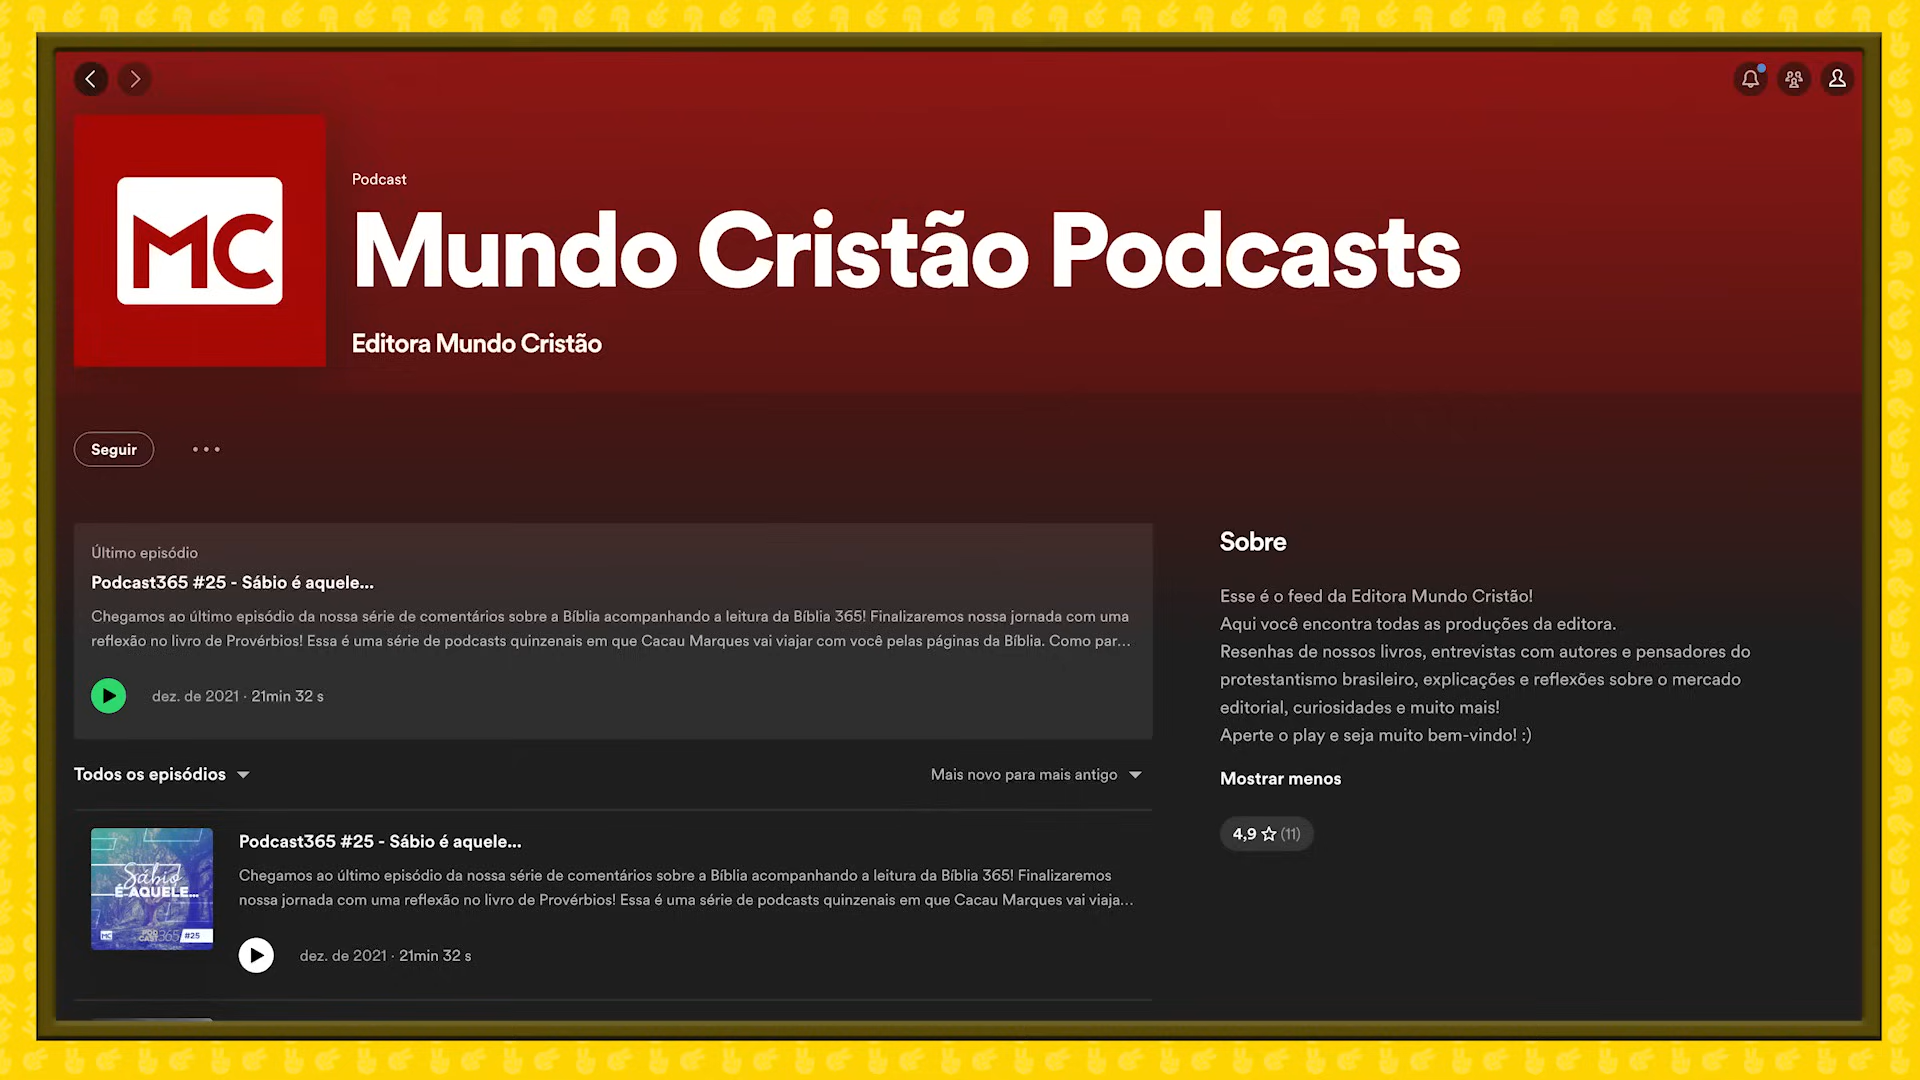 MC
Podcast
Mundo Cristão Podcasts
Editora Mundo Cristão
Seguir
Último episódio
Podcast365 #25 - Sábio é aquele...
Chegamos ao último episódio da nossa série de comentários sobre a Bíblia acompanhando a leitura da Bíblia 365! Finalizaremos nossa jornada com uma
reflexão no livro de Provérbios! Essa é uma série de podcasts quinzenais em que Cacau Marques vai viajar com você pelas páginas da Bíblia. Como par...
dez. de 2021 · 21min 32 s
Todos os episódios
Mais novo para mais antigo
Sábio
É AQUELE...
MC
PODCAST365
#25
Podcast365 #25 - Sábio é aquele...
Chegamos ao último episódio da nossa série de comentários sobre a Bíblia acompanhando a leitura da Bíblia 365! Finalizaremos
nossa jornada com uma reflexão no livro de Provérbios! Essa é uma série de podcasts quinzenais em que Cacau Marques vai viaja...
dez. de 2021 · 21min 32 s
Sobre
Esse é o feed da Editora Mundo Cristão!
Aqui você encontra todas as produções da editora.
Resenhas de nossos livros, entrevistas com autores e pensadores do
protestantismo brasileiro, explicações e reflexões sobre o mercado
editorial, curiosidades e muito mais!
Aperte o play e seja muito bem-vindo! :)
Mostrar menos
4,9 ☆ (11)